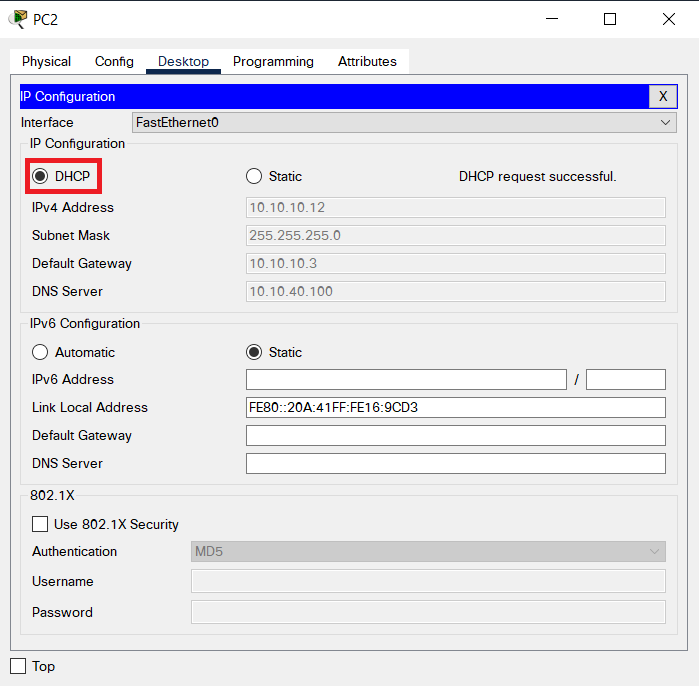 PC2
Physical Config Desktop Programming Attributes
IP Configuration X
Interface FastEthernet0
IP Configuration
DHCP Static DHCP request successful.
IPv4 Address 10.10.10.12
Subnet Mask 255.255.255.0
Default Gateway 10.10.10.3
DNS Server 10.10.40.100
IPv6 Configuration
Automatic Static
IPv6 Address /
Link Local Address FE80::20A:41FF:FE16:9CD3
Default Gateway
DNS Server
802.1X
Use 802.1X Security
Authentication MD5
Username
Password
Top